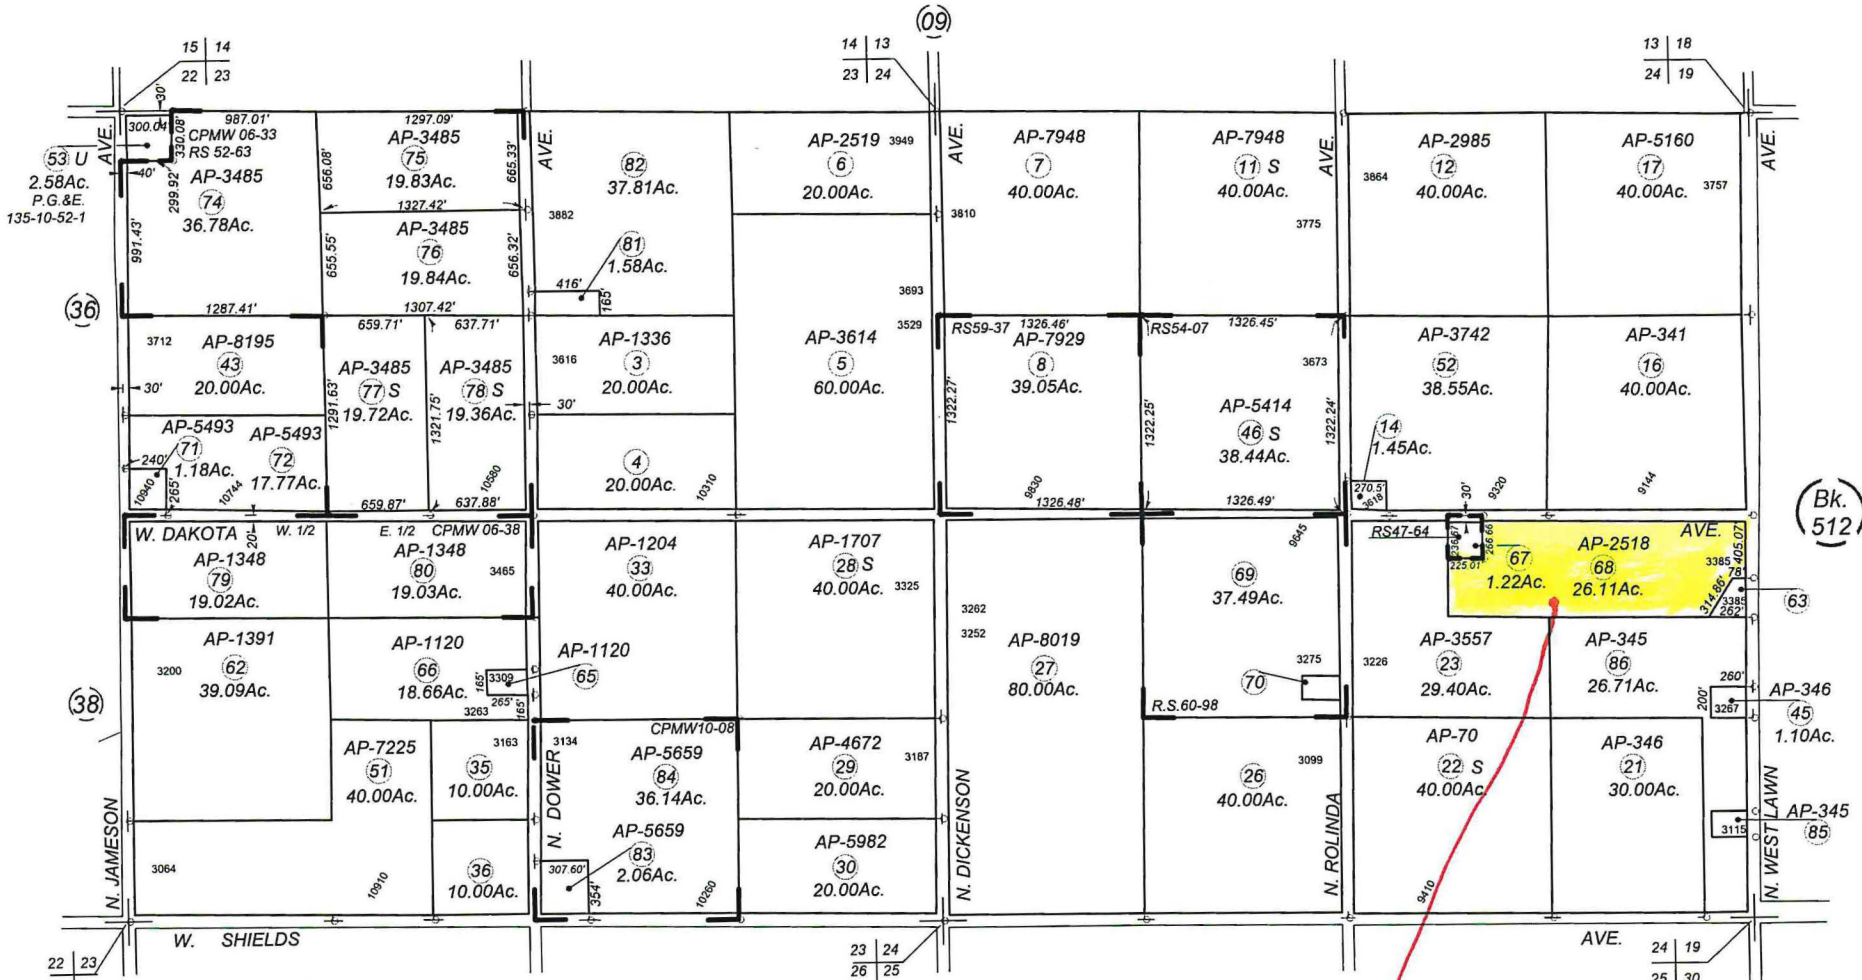 (09)
15 14
22 23
14 13
23 24
13 18
24 19
AVE.
300.04'
30'
330.08'
987.01'
CPMW 06-33
RS 52-63
53 U
2.58Ac.
P.G.&E.
135-10-52-1
40'
299.92'
AP-3485
74
36.78Ac.
991.43'
1297.09'
AP-3485
75
19.83Ac.
656.08'
665.33'
1327.42'
AP-3485
76
19.84Ac.
655.55'
656.32'
AVE.
82
37.81Ac.
3882
81
1.58Ac.
416'
165'
AP-2519
3949
6
20.00Ac.
3693
AVE.
AP-7948
7
40.00Ac.
3810
AP-7948
11 S
40.00Ac.
3775
AVE.
AP-2985
12
40.00Ac.
3864
AP-5160
17
40.00Ac.
3757
AVE.
(36)
1287.41'
3712
AP-8195
43
20.00Ac.
30'
1307.42'
659.71'
637.71'
AP-3485
77 S
19.72Ac.
1291.63'
AP-3485
78 S
19.36Ac.
1321.75'
30'
10580
3616
AP-1336
3
20.00Ac.
3529
AP-3614
5
60.00Ac.
4
20.00Ac.
10310
RS59-37
1326.46'
AP-7929
8
39.05Ac.
1322.27'
1322.25'
9830
1326.48'
RS54-07
1326.45'
3673
AP-5414
46 S
38.44Ac.
1322.24'
1326.49'
AP-3742
52
38.55Ac.
14
1.45Ac.
270.5'
3618
30'
9320
AP-341
16
40.00Ac.
9144
AP-5493
71
1.18Ac.
240'
265'
10940
10744
AP-5493
72
17.77Ac.
659.87'
637.88'
Bk.
512
W. DAKOTA
20'
W. 1/2
E. 1/2
CPMW 06-38
AP-1348
79
19.02Ac.
AP-1348
80
19.03Ac.
3465
AP-1204
33
40.00Ac.
AP-1707
28 S
40.00Ac.
3325
3262
3252
AP-8019
27
80.00Ac.
9645
69
37.49Ac.
3275
70
R.S.60-98
RS47-64
236.67
266.66
225.01'
67
1.22Ac.
AP-2518
68
26.11Ac.
AVE.
3385
405.07'
78'
314.86'
3385
262'
63
AP-1391
3200
62
39.09Ac.
AP-1120
66
18.66Ac.
3263
3309
165'
265'
165'
AP-1120
65
3226
AP-3557
23
29.40Ac.
AP-345
86
26.71Ac.
260'
200'
3267
AP-346
45
1.10Ac.
(38)
AP-7225
51
40.00Ac.
3163
35
10.00Ac.
36
10.00Ac.
3134
CPMW10-08
AP-5659
84
36.14Ac.
AP-5659
83
2.06Ac.
307.60'
354'
10260
AP-4672
3187
29
20.00Ac.
AP-5982
30
20.00Ac.
26
40.00Ac.
3099
AP-70
22 S
40.00Ac.
AP-346
21
30.00Ac.
3115
AP-345
85
3064
10910
9410
N. JAMESON
N. DOWER
N. DICKENSON
N. ROLINDA
N. WEST LAWN
W. SHIELDS
AVE.
22 23
23 24
26 25
24 19
25 30